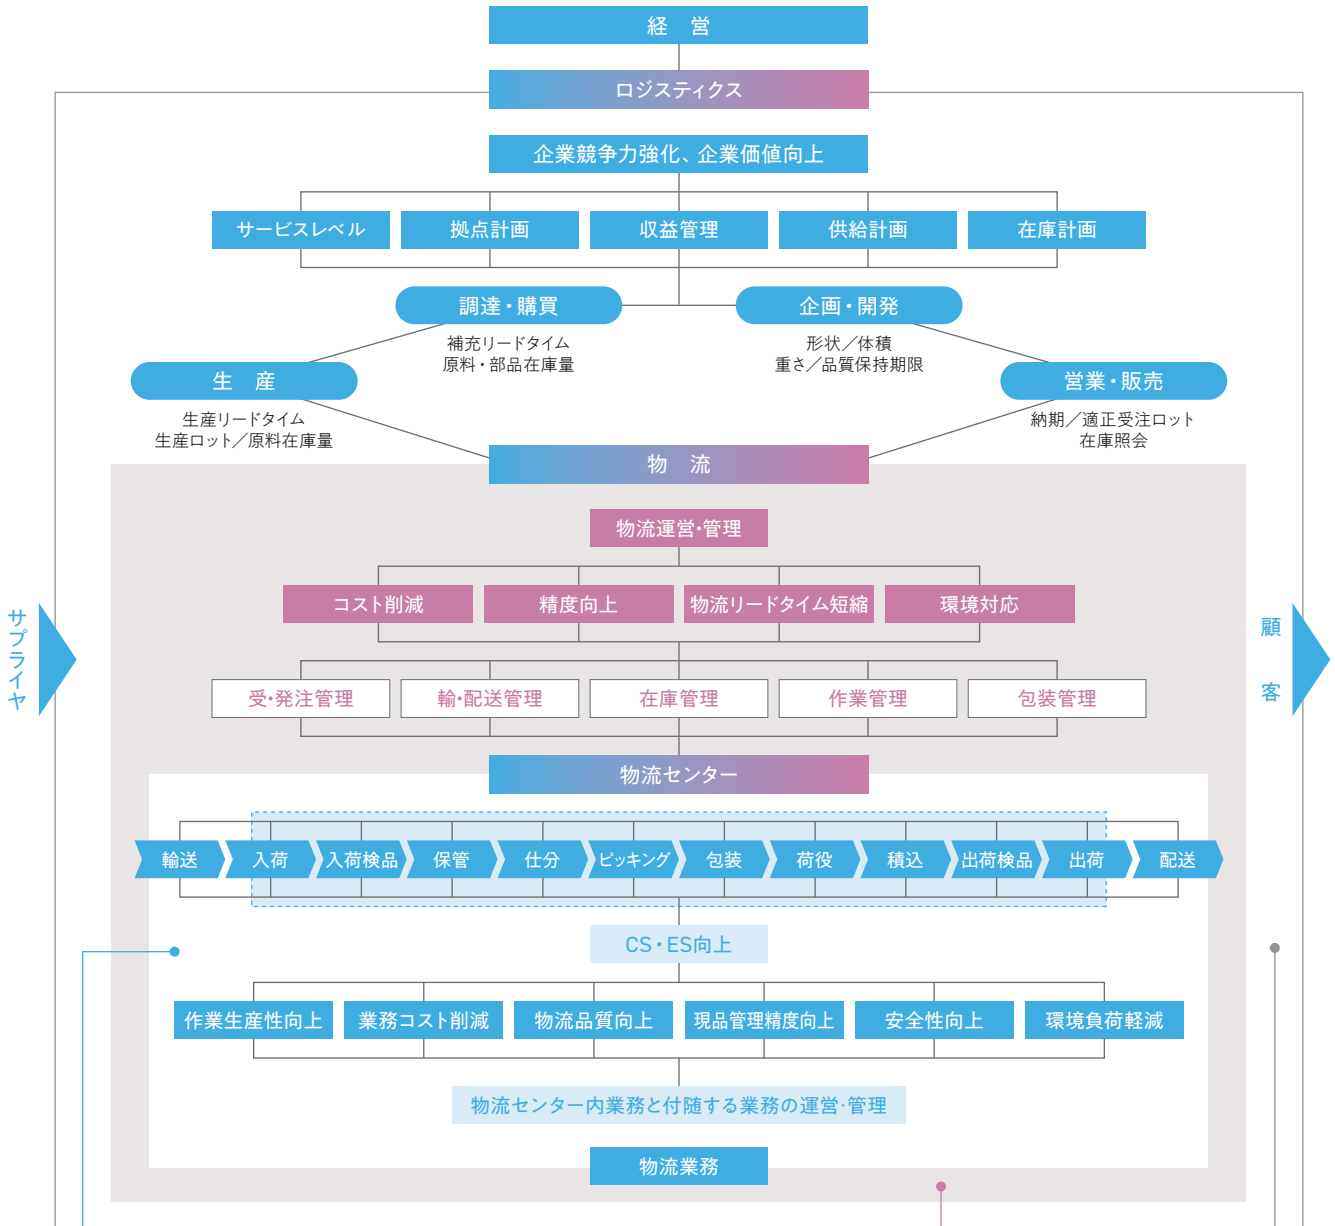 経　営
ロジスティクス
企業競争力強化、企業価値向上
サービスレベル
拠点計画
収益管理
供給計画
在庫計画
調達・購買
企画・開発
補充リードタイム
原料・部品在庫量
形状／体積
重さ／品質保持期限
生　産
営業・販売
生産リードタイム
生産ロット／原料在庫量
納期／適正受注ロット
在庫照会
物　流
物流運営・管理
コスト削減
精度向上
物流リードタイム短縮
環境対応
サプライヤ
顧　客
受・発注管理
輸・配送管理
在庫管理
作業管理
包装管理
物流センター
輸送
入荷
入荷検品
保管
仕分
ピッキング
包装
荷役
積込
出荷検品
出荷
配送
CS・ES向上
作業生産性向上
業務コスト削減
物流品質向上
現品管理精度向上
安全性向上
環境負荷軽減
物流センター内業務と付随する業務の運営・管理
物流業務